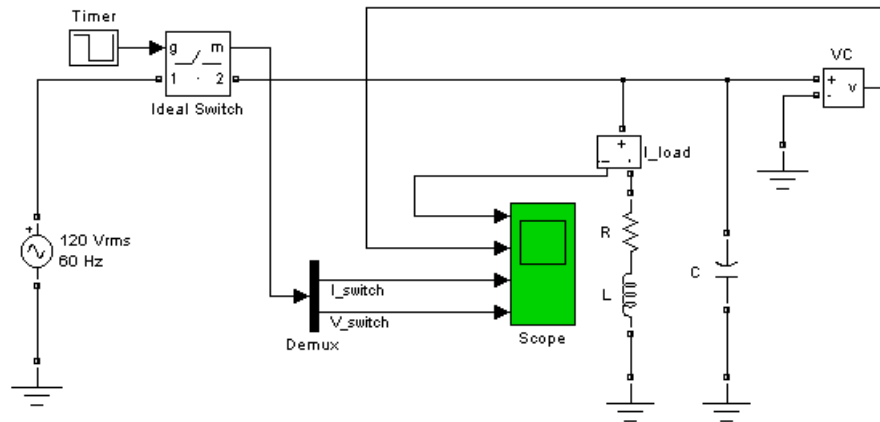 Timer
g m
1 2
Ideal Switch
VC
+
-
v
+
I_load
+
120 Vrms
60 Hz
R
L
C
I_switch
V_switch
Demux
Scope